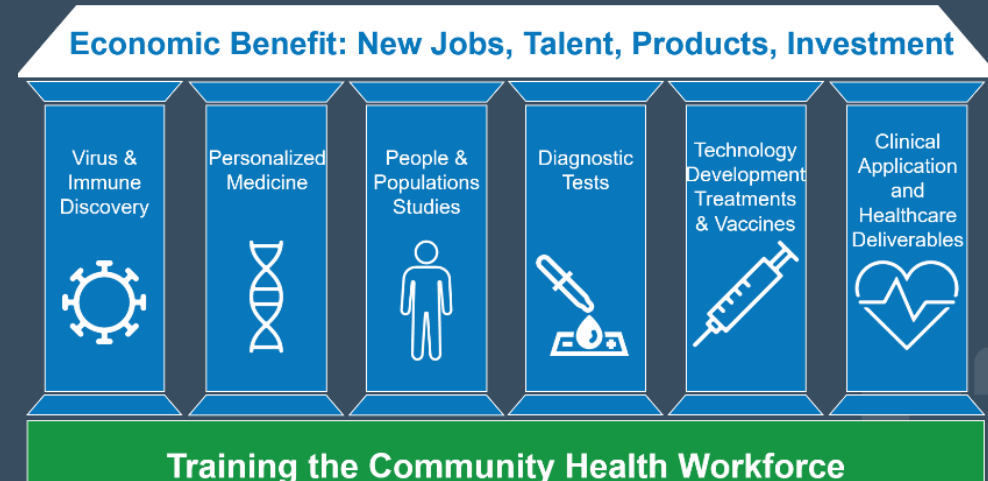 Economic Benefit: New Jobs, Talent, Products, Investment
Virus &
Immune
Discovery
Personalized
Medicine
People &
Populations
Studies
Diagnostic
Tests
Technology
Development
Treatments
& Vaccines
Clinical
Application
and
Healthcare
Deliverables
Training the Community Health Workforce